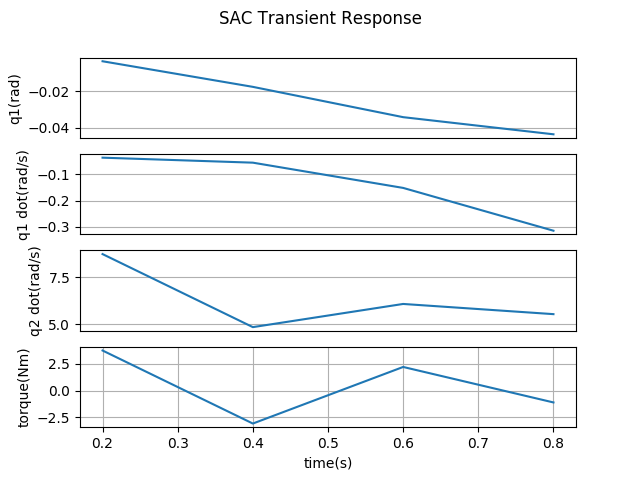 SAC Transient Response
q1(rad)
−0.02
−0.04
q1 dot(rad/s)
−0.1
−0.2
−0.3
q2 dot(rad/s)
7.5
5.0
torque(Nm)
2.5
0.0
−2.5
0.2 0.3 0.4 0.5 0.6 0.7 0.8
time(s)